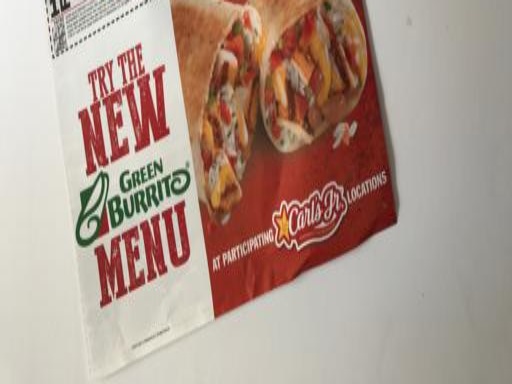 TRY THE
NEW
GREEN
BURRITO
MENU
AT PARTICIPATING Carl's Jr. LOCATIONS